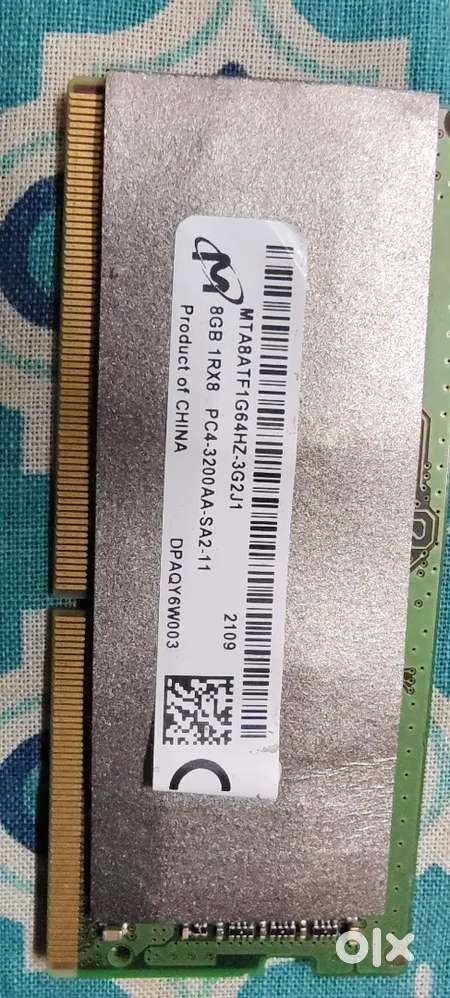 MTA8ATF1G64HZ-3G2J1 2109
8GB 1RX8 PC4-3200AA-SA2-11
Product of CHINA DPAQY6W003
olx